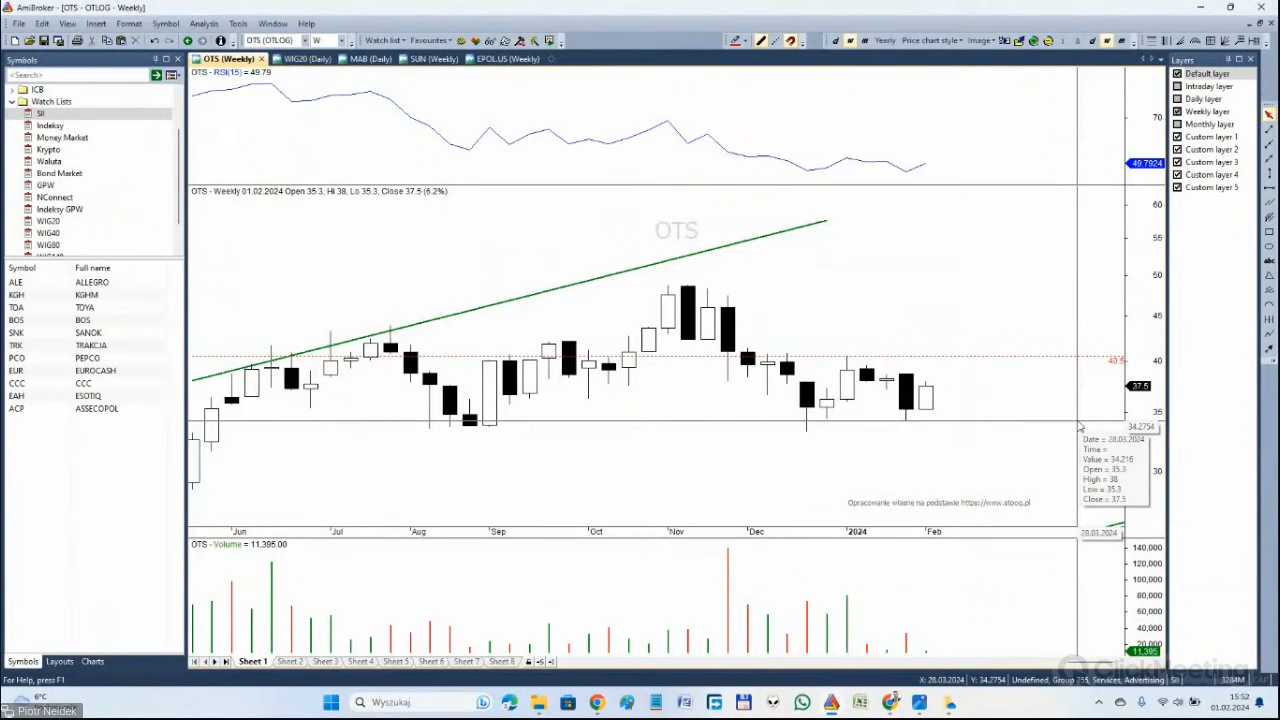 AmiBroker - [OTS - OTLOG - Weekly]
File Edit View Insert Format Symbol Analysis Tools Window Help
OTS (OTLOG) W Watch list Favourites d w m Yearly Price chart style Image d w m
Symbols
<Search>
ICB
Watch Lists
SII
Indeksy
Money Market
Krypto
Waluta
Bond Market
GPW
NConnect
Indeksy GPW
WIG20
WIG40
WIG80
Symbol Full name
ALE ALLEGRO
KGH KGHM
TOA TOYA
BOS BOS
SNK SANOK
TRK TRAKCJA
PCO PEPCO
EUR EUROCASH
CCC CCC
EAH ESOTIQ
ACP ASSECOPOL
Symbols Layouts Charts
OTS (Weekly) WIG20 (Daily) MAB (Daily) SUN (Weekly) EPOL.US (Weekly)
OTS - RSI(15) = 49.79
70
49.7924
OTS - Weekly 01.02.2024 Open 35.3, Hi 38, Lo 35.3, Close 37.5 (6.2%)
OTS
60
55
50
45
40
40.5
37.5
35
34.2754
30
Date = 28.03.2024
Time =
Value = 34.216
Open = 35.3
High = 38
Low = 35.3
Close = 37.5
Opracowanie własne na podstawie https://www.stooq.pl
Jun Jul Aug Sep Oct Nov Dec 2024 Feb 28.03.2024
OTS - Volume = 11,395.00
140,000
120,000
100,000
80,000
60,000
40,000
11,395
Sheet 1 Sheet 2 Sheet 3 Sheet 4 Sheet 5 Sheet 6 Sheet 7 Sheet 8
Layers
Default layer
Intraday layer
Daily layer
Weekly layer
Monthly layer
Custom layer 1
Custom layer 2
Custom layer 3
Custom layer 4
Custom layer 5
ClickMeeting
For Help, press F1
X: 28.03.2024 Y: 34.2754 Undefined, Group 255, Services, Advertising SII 3284M CAP
6°C
Piotr Neidek
Wyszukaj
15:52
01.02.2024